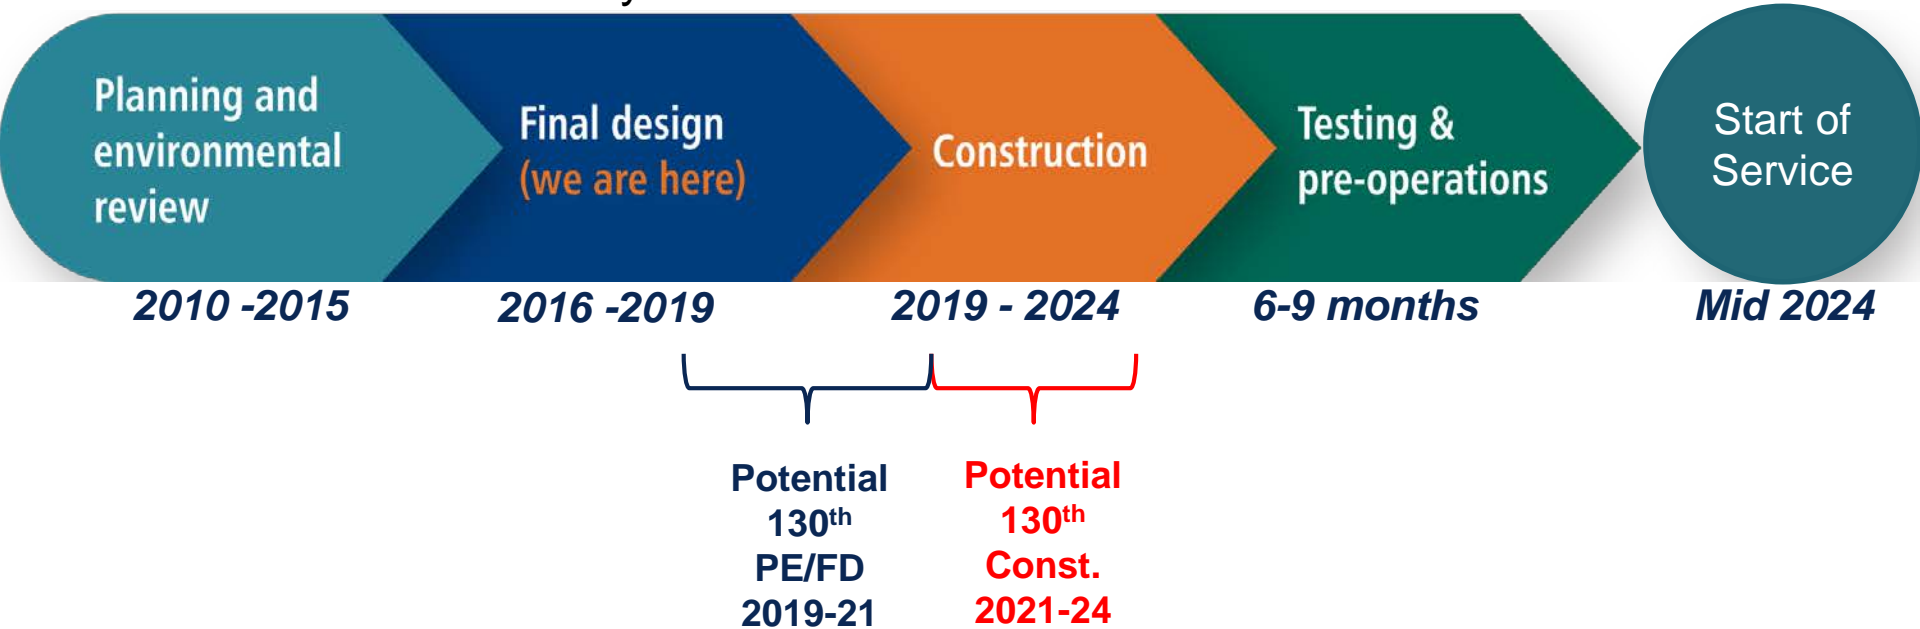 Planning and
environmental
review
Final design
(we are here)
Construction
Testing &
pre-operations
Start of
Service
2010 -2015
2016 -2019
2019 - 2024
6-9 months
Mid 2024
Potential
130th
PE/FD
2019-21
Potential
130th
Const.
2021-24